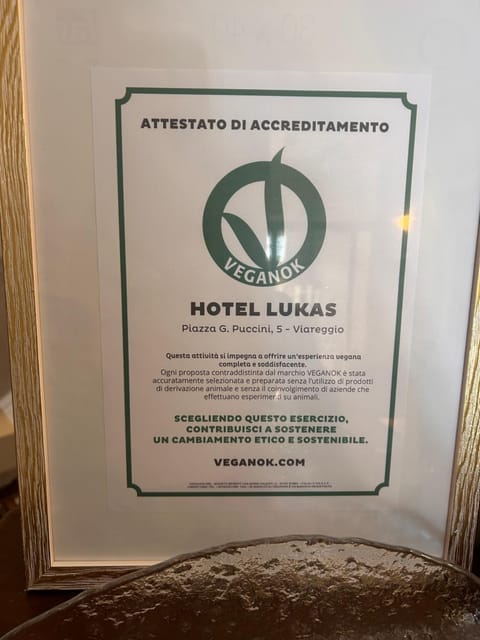 ATTESTATO DI ACCREDITAMENTO
VEGANOK
HOTEL LUKAS
Piazza G. Puccini, 5 - Viareggio
Questa attività si impegna a offrire un'esperienza vegana
completa e soddisfacente.
Ogni proposta contraddistinta dal marchio VEGANOK è stata
accuratamente selezionata e preparata senza l'utilizzo di prodotti
di derivazione animale e senza il coinvolgimento di aziende che
effettuano esperimenti su animali.
SCEGLIENDO QUESTO ESERCIZIO,
CONTRIBUISCI A SOSTENERE
UN CAMBIAMENTO ETICO E SOSTENIBILE.
VEGANOK.COM